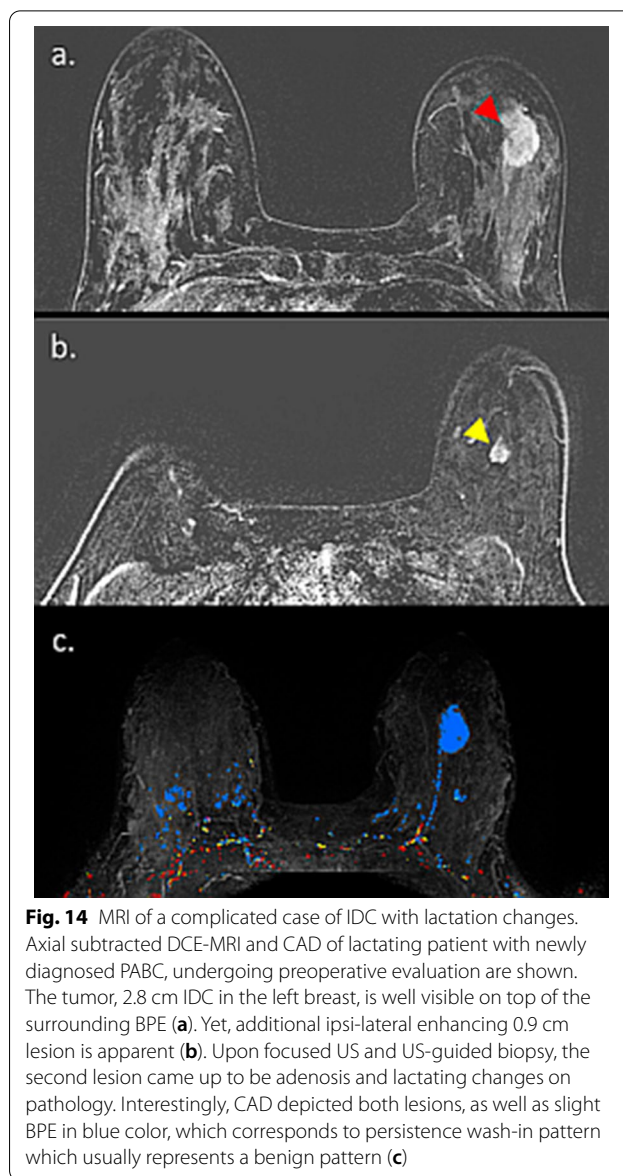 a.
b.
c.
Fig. 14 MRI of a complicated case of IDC with lactation changes.
Axial subtracted DCE-MRI and CAD of lactating patient with newly
diagnosed PABC, undergoing preoperative evaluation are shown.
The tumor, 2.8 cm IDC in the left breast, is well visible on top of the
surrounding BPE (a). Yet, additional ipsi-lateral enhancing 0.9 cm
lesion is apparent (b). Upon focused US and US-guided biopsy, the
second lesion came up to be adenosis and lactating changes on
pathology. Interestingly, CAD depicted both lesions, as well as slight
BPE in blue color, which corresponds to persistence wash-in pattern
which usually represents a benign pattern (c)